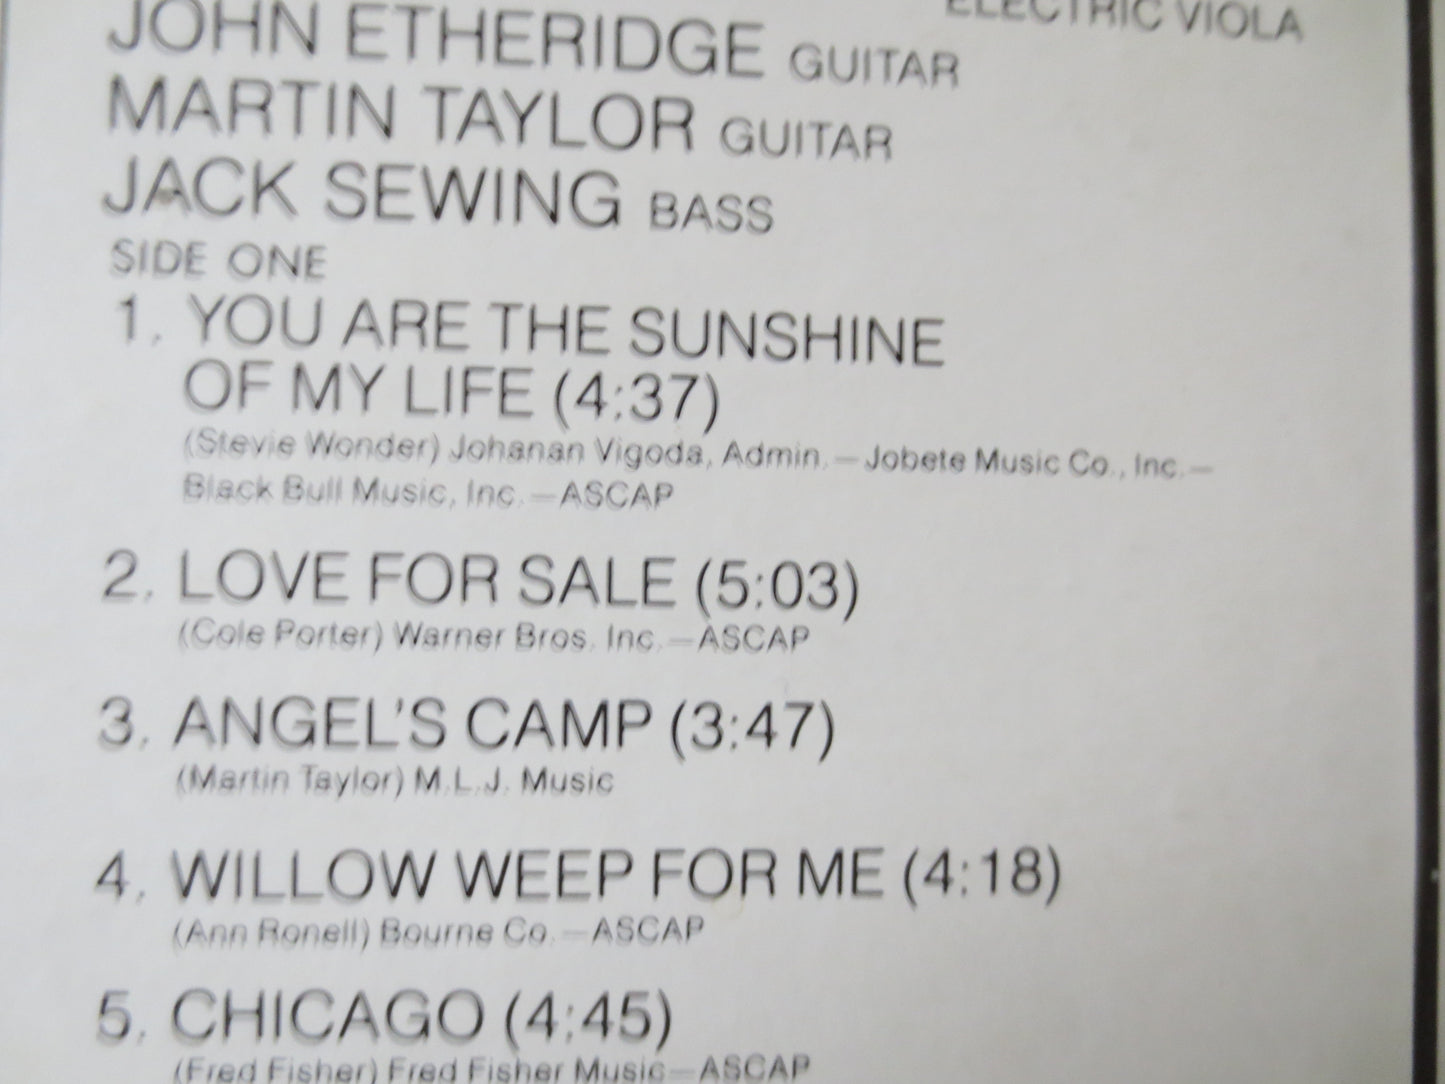 ELECTRIC VIOLA
JOHN ETHERIDGE GUITAR
MARTIN TAYLOR GUITAR
JACK SEWING BASS
SIDE ONE
1. YOU ARE THE SUNSHINE
OF MY LIFE (4:37)
(Stevie Wonder) Johanan Vigoda, Admin.—Jobete Music Co., Inc.—
Black Bull Music, Inc.—ASCAP
2. LOVE FOR SALE (5:03)
(Cole Porter) Warner Bros. Inc.—ASCAP
3. ANGEL'S CAMP (3:47)
(Martin Taylor) M.L.J. Music
4. WILLOW WEEP FOR ME (4:18)
(Ann Ronell) Bourne Co.—ASCAP
5. CHICAGO (4:45)
(Fred Fisher) Fred Fisher Music—ASCAP